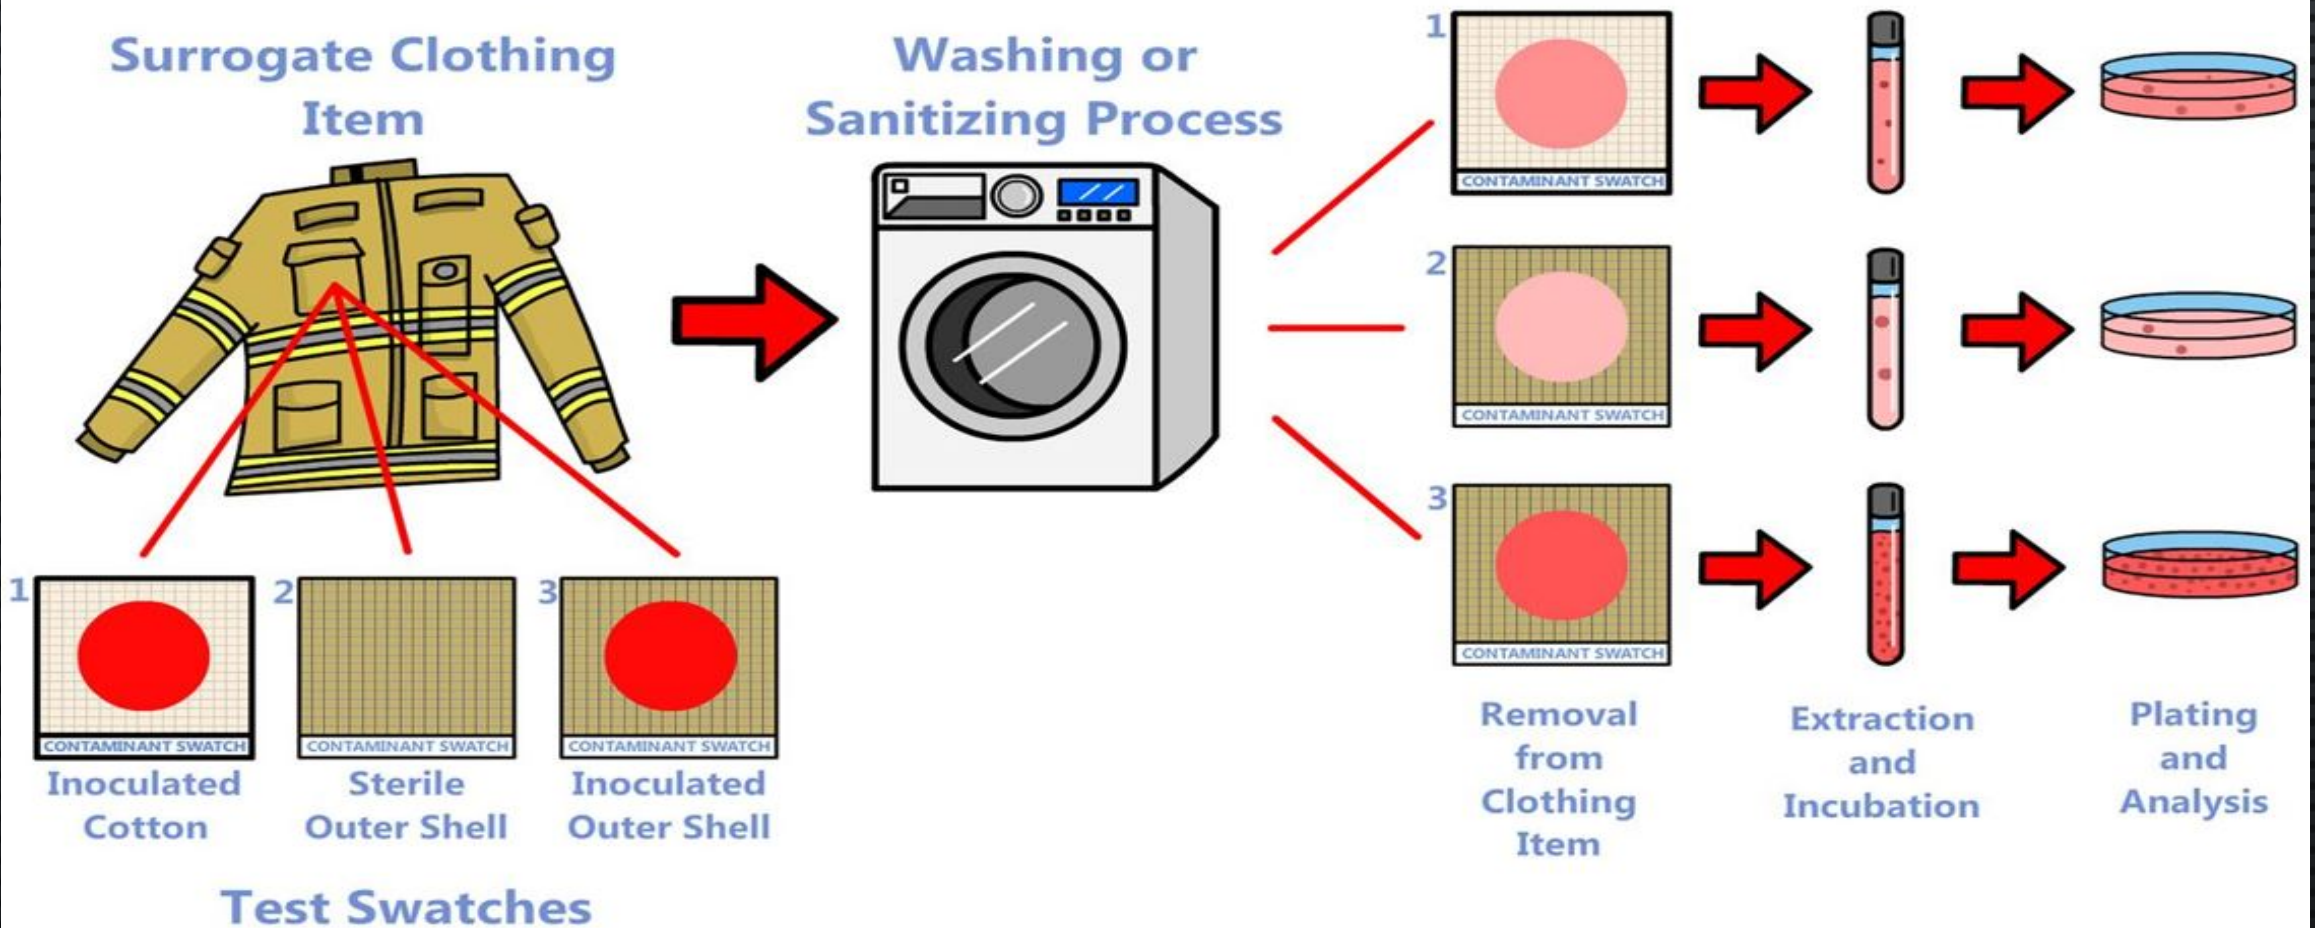 Surrogate Clothing
Item
Washing or
Sanitizing Process
1
CONTAMINANT SWATCH
2
CONTAMINANT SWATCH
3
CONTAMINANT SWATCH
1
CONTAMINANT SWATCH
Inoculated
Cotton
2
CONTAMINANT SWATCH
Sterile
Outer Shell
3
CONTAMINANT SWATCH
Inoculated
Outer Shell
Test Swatches
Removal
from
Clothing
Item
Extraction
and
Incubation
Plating
and
Analysis